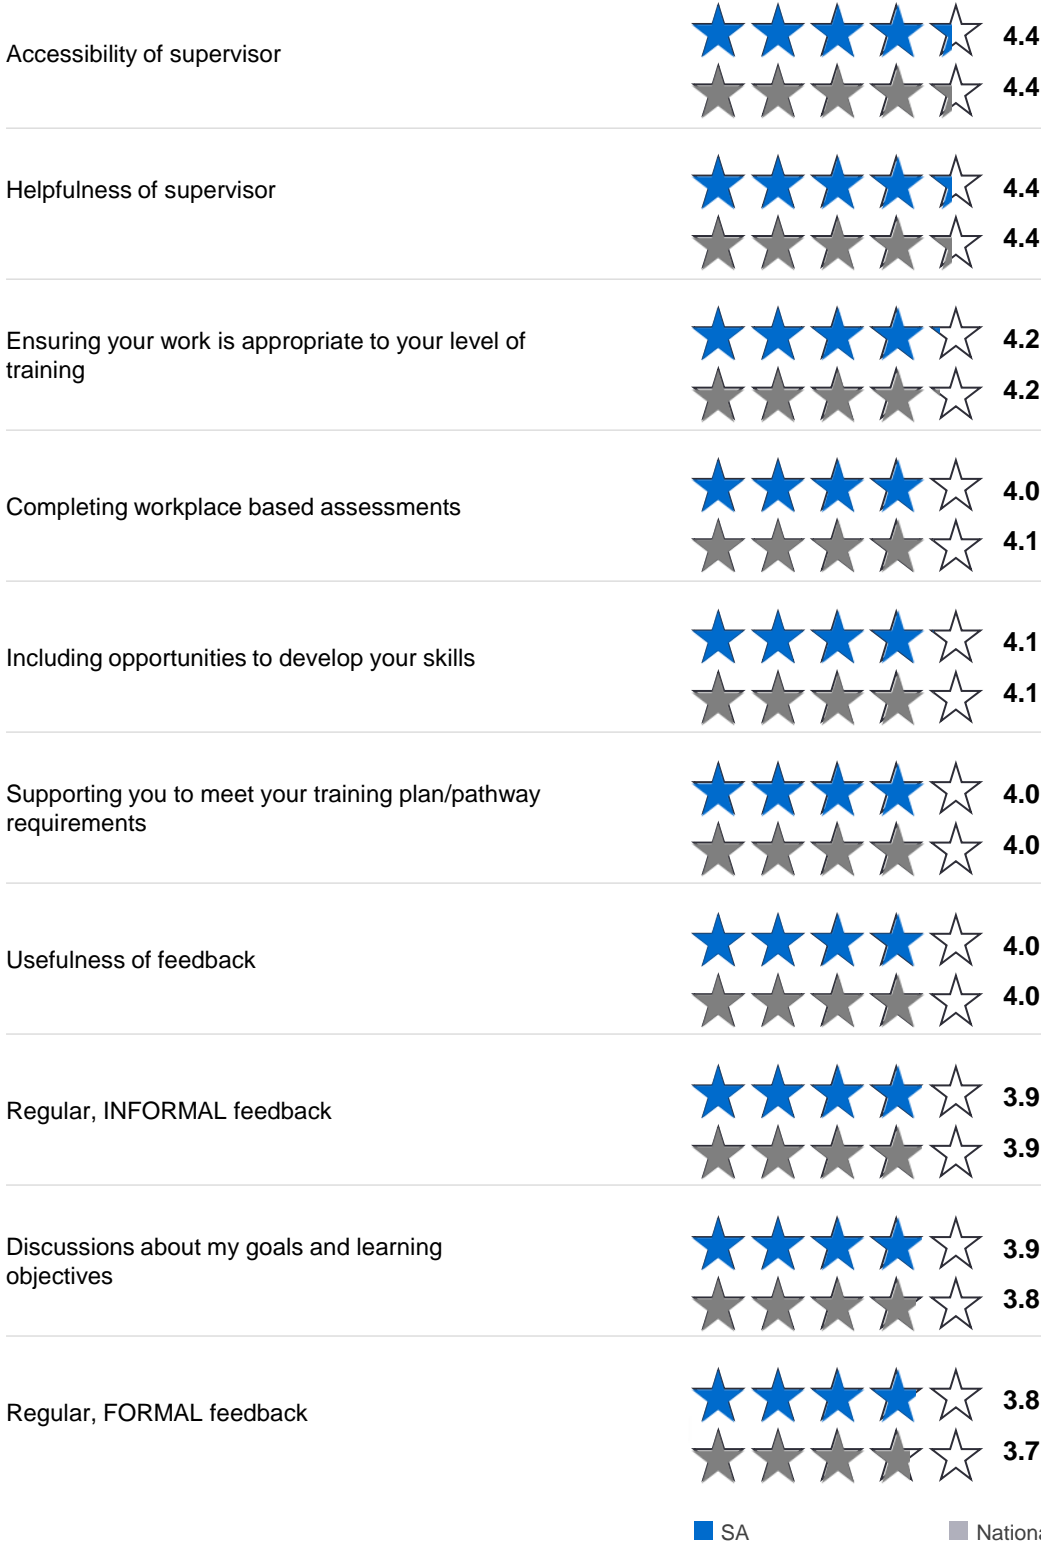 Accessibility of supervisor
4.4
4.4
Helpfulness of supervisor
4.4
4.4
Ensuring your work is appropriate to your level of
training
4.2
4.2
Completing workplace based assessments
4.0
4.1
Including opportunities to develop your skills
4.1
4.1
Supporting you to meet your training plan/pathway
requirements
4.0
4.0
Usefulness of feedback
4.0
4.0
Regular, INFORMAL feedback
3.9
3.9
Discussions about my goals and learning
objectives
3.9
3.8
Regular, FORMAL feedback
3.8
3.7
SA